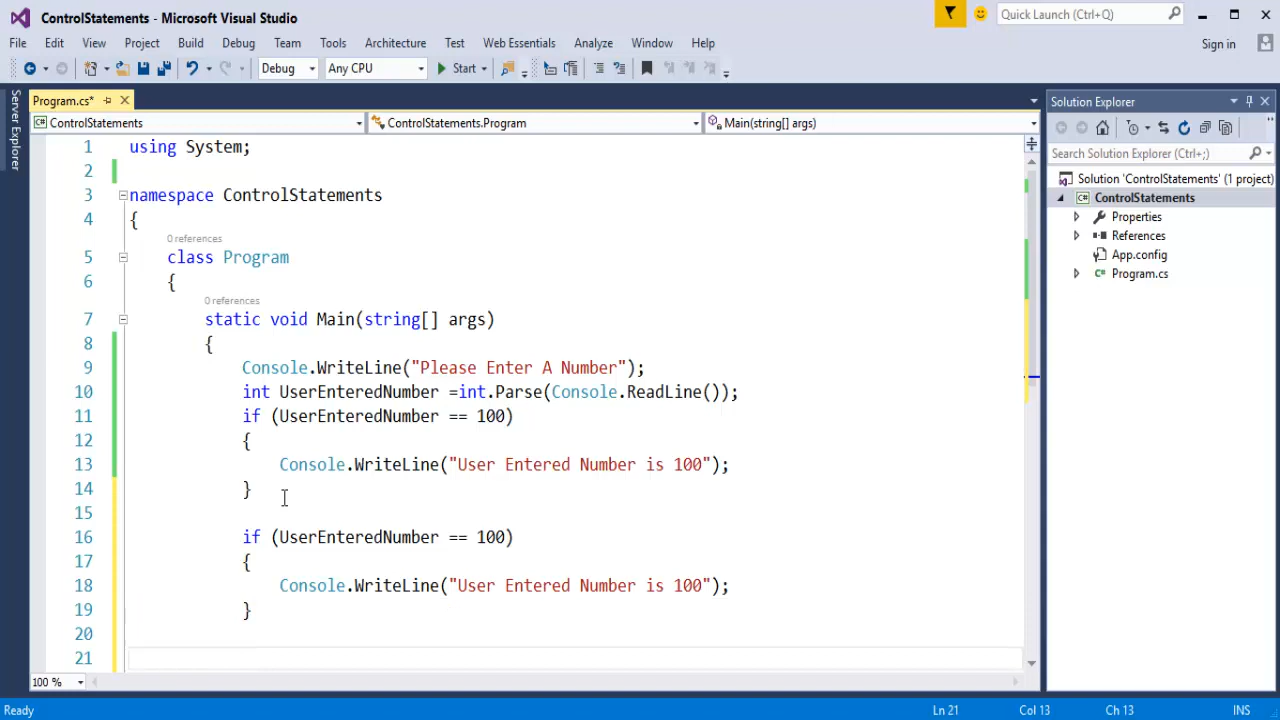 ControlStatements - Microsoft Visual Studio
Quick Launch (Ctrl+Q)
File Edit View Project Build Debug Team Tools Architecture Test Web Essentials Analyze Window Help
Sign in
Debug Any CPU Start
Server Explorer
Program.cs*
ControlStatements ControlStatements.Program Main(string[] args)
1 using System;
2
3 namespace ControlStatements
4 {
0 references
5 class Program
6 {
0 references
7 static void Main(string[] args)
8 {
9 Console.WriteLine("Please Enter A Number");
10 int UserEnteredNumber =int.Parse(Console.ReadLine());
11 if (UserEnteredNumber == 100)
12 {
13 Console.WriteLine("User Entered Number is 100");
14 }
15
16 if (UserEnteredNumber == 100)
17 {
18 Console.WriteLine("User Entered Number is 100");
19 }
20
21
100 %
Solution Explorer
Search Solution Explorer (Ctrl+;)
Solution 'ControlStatements' (1 project)
ControlStatements
Properties
References
App.config
Program.cs
Ready Ln 21 Col 13 Ch 13 INS